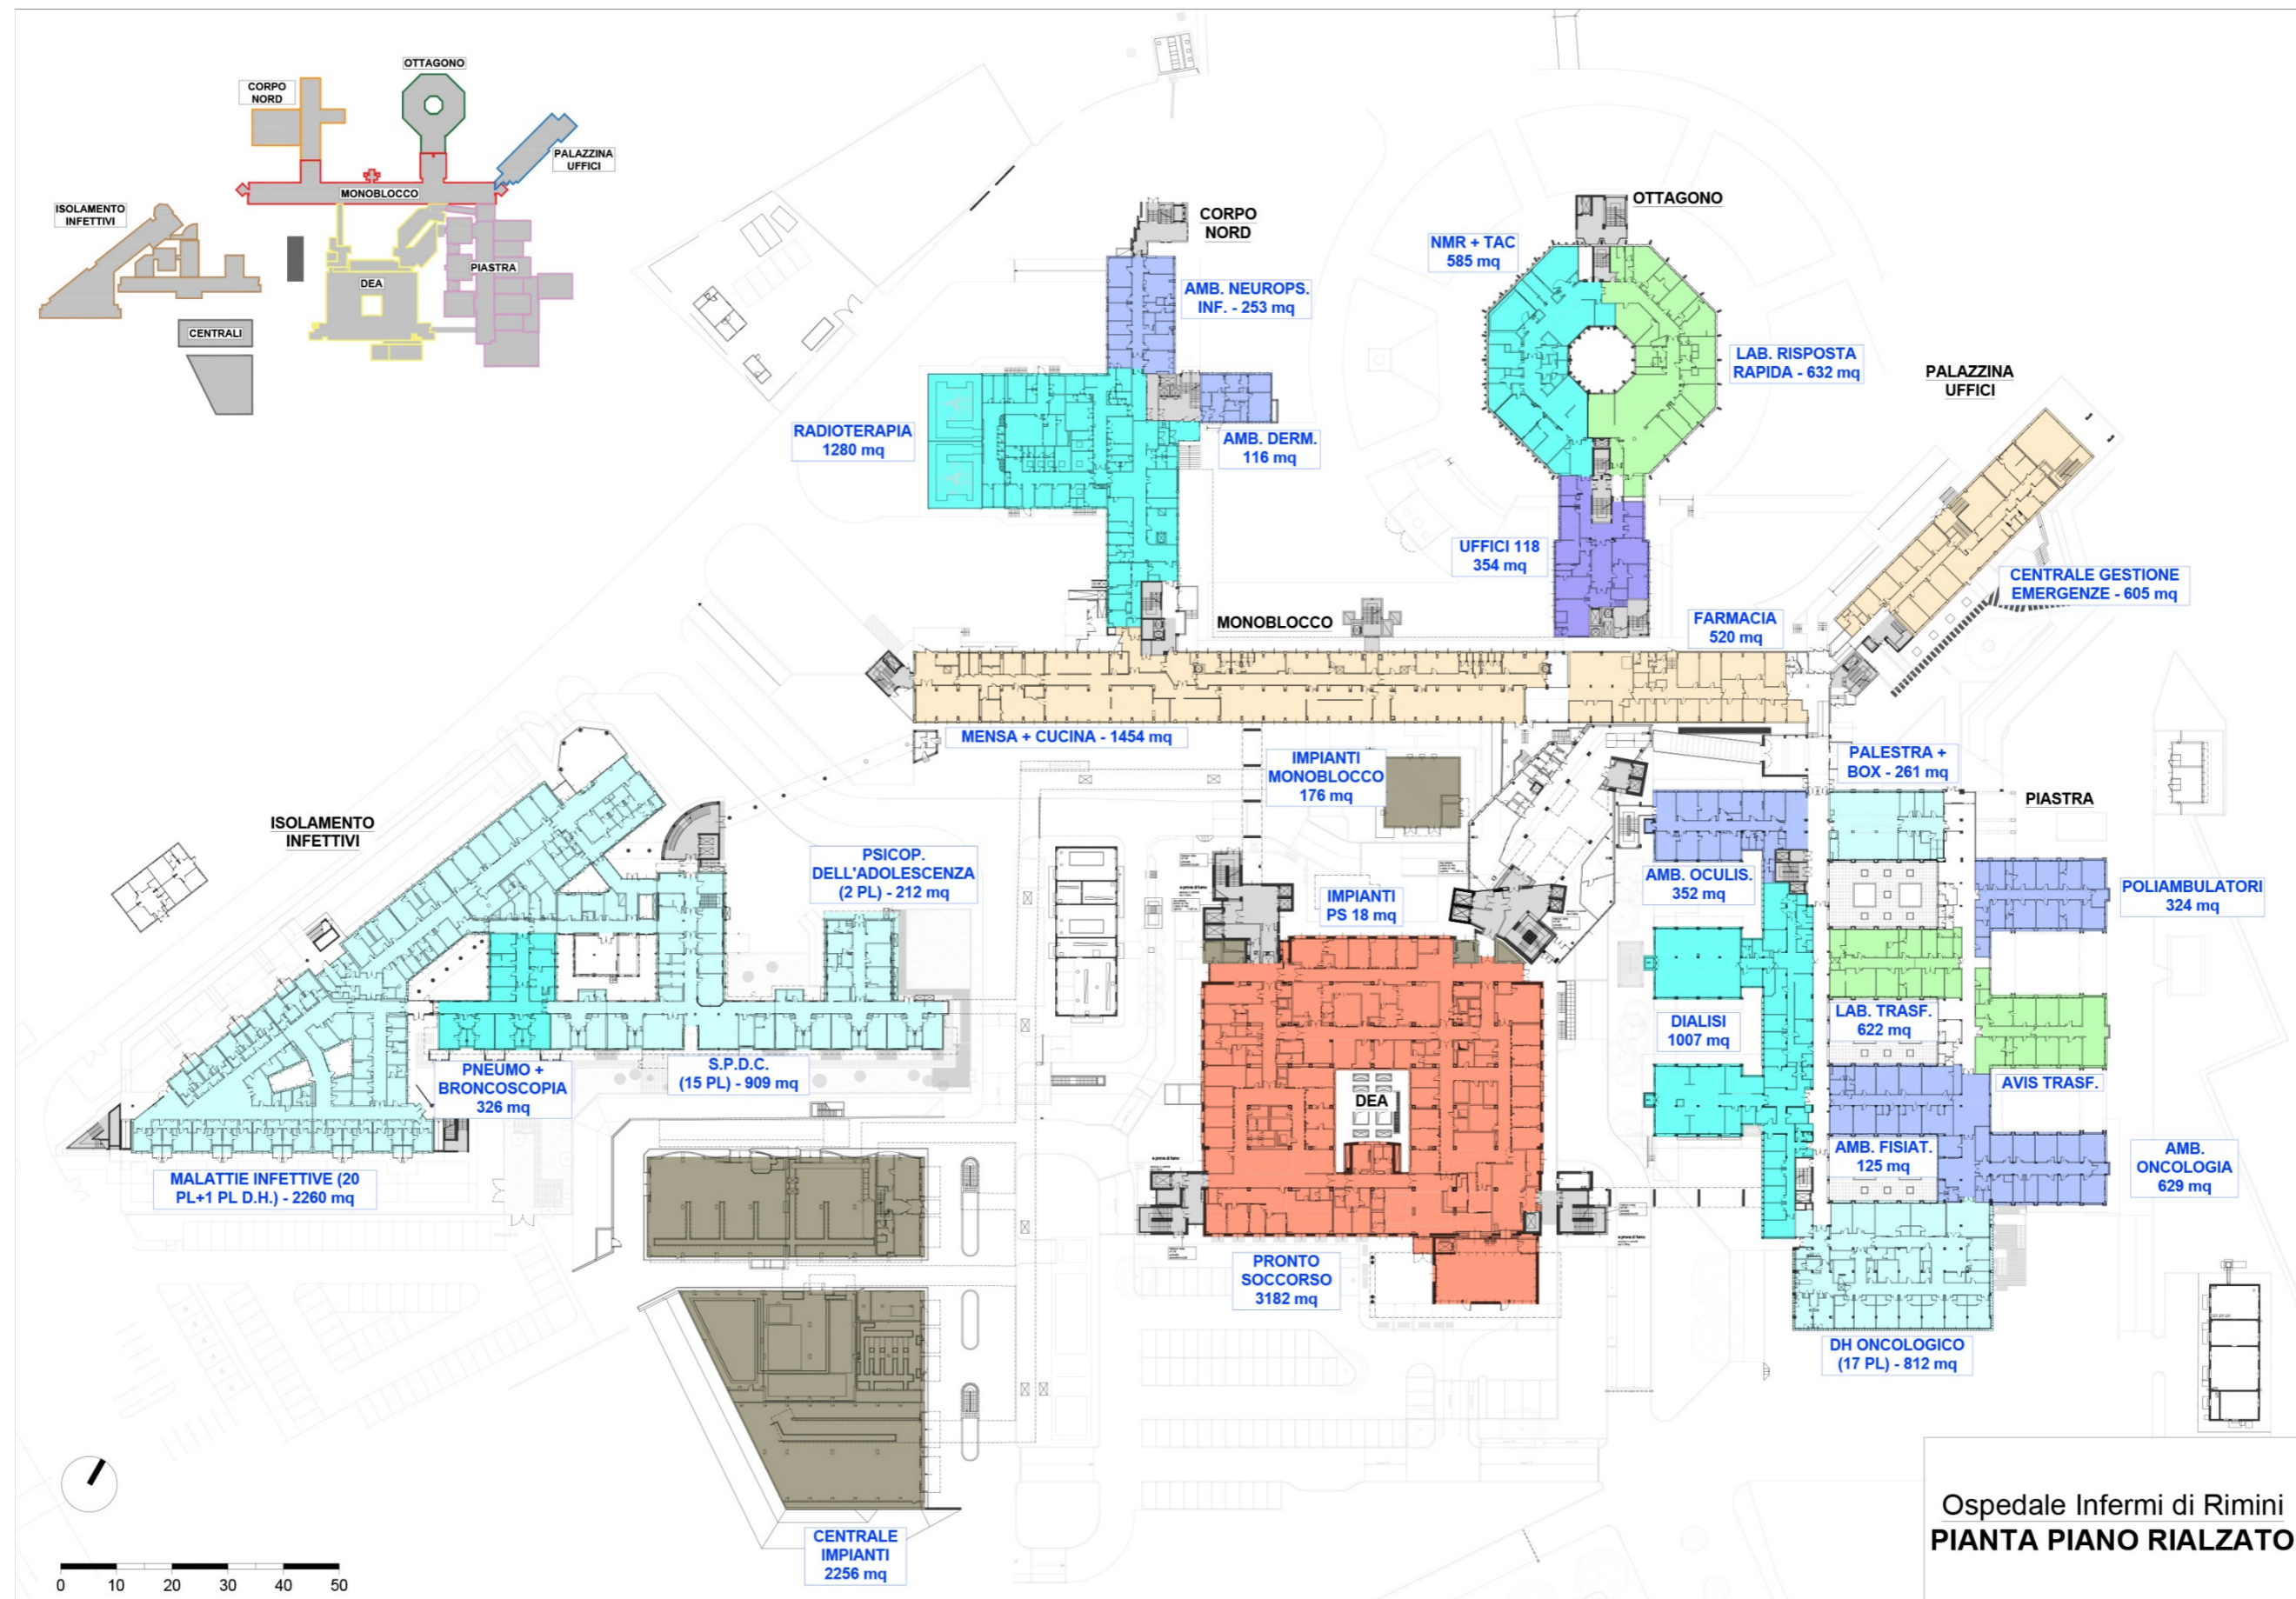 OTTAGONO
CORPO
NORD
PALAZZINA
UFFICI
MONOBLOCCO
ISOLAMENTO
INFETTIVI
PIASTRA
DEA
CENTRALI
CORPO
NORD
OTTAGONO
NMR + TAC
585 mq
AMB. NEUROPS.
INF. - 253 mq
LAB. RISPOSTA
RAPIDA - 632 mq
PALAZZINA
UFFICI
RADIOTERAPIA
1280 mq
AMB. DERM.
116 mq
UFFICI 118
354 mq
CENTRALE GESTIONE
EMERGENZE - 605 mq
MONOBLOCCO
FARMACIA
520 mq
MENSA + CUCINA - 1454 mq
IMPIANTI
MONOBLOCCO
176 mq
PALESTRA +
BOX - 261 mq
PIASTRA
ISOLAMENTO
INFETTIVI
PSICOP.
DELL'ADOLESCENZA
(2 PL) - 212 mq
IMPIANTI
PS 18 mq
AMB. OCULIS.
352 mq
POLIAMBULATORI
324 mq
LAB. TRASF.
622 mq
DIALISI
1007 mq
PNEUMO +
BRONCOSCOPIA
326 mq
S.P.D.C.
(15 PL) - 909 mq
AVIS TRASF.
DEA
AMB. FISIAT.
125 mq
AMB.
ONCOLOGIA
629 mq
MALATTIE INFETTIVE (20
PL+1 PL D.H.) - 2260 mq
PRONTO
SOCCORSO
3182 mq
DH ONCOLOGICO
(17 PL) - 812 mq
CENTRALE
IMPIANTI
2256 mq
0 10 20 30 40 50
Ospedale Infermi di Rimini
PIANTA PIANO RIALZATO